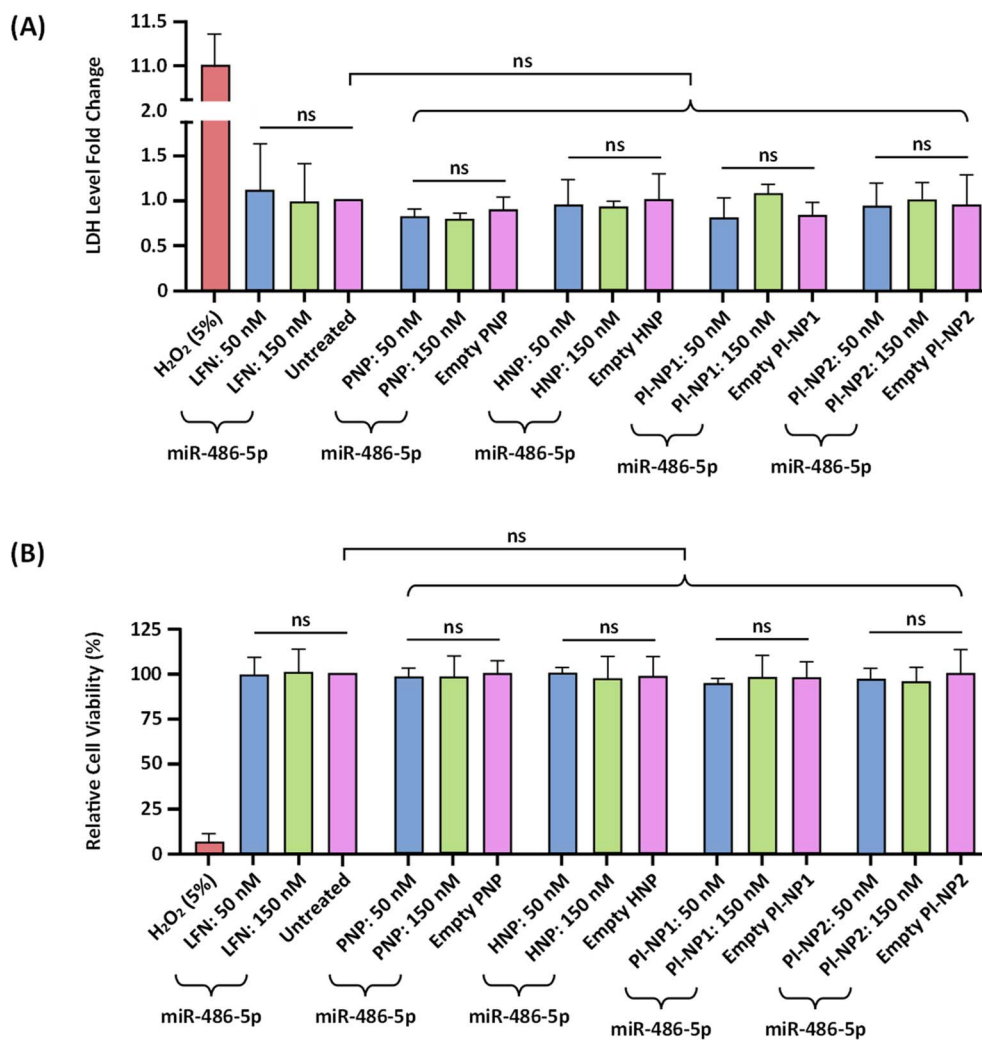 (A)
LDH Level Fold Change
11.5
11.0
2.0
1.5
1.0
0.5
0
ns
ns
ns
ns
ns
ns
H₂O₂ (5%)
LFN: 50 nM
LFN: 150 nM
Untreated
PNP: 50 nM
PNP: 150 nM
Empty PNP
HNP: 50 nM
HNP: 150 nM
Empty HNP
PI-NP1: 50 nM
PI-NP1: 150 nM
Empty PI-NP1
PI-NP2: 50 nM
PI-NP2: 150 nM
Empty PI-NP2
miR-486-5p
miR-486-5p
miR-486-5p
miR-486-5p
miR-486-5p
(B)
Relative Cell Viability (%)
125
100
75
50
25
0
ns
ns
ns
ns
ns
ns
H₂O₂ (5%)
LFN: 50 nM
LFN: 150 nM
Untreated
PNP: 50 nM
PNP: 150 nM
Empty PNP
HNP: 50 nM
HNP: 150 nM
Empty HNP
PI-NP1: 50 nM
PI-NP1: 150 nM
Empty PI-NP1
PI-NP2: 50 nM
PI-NP2: 150 nM
Empty PI-NP2
miR-486-5p
miR-486-5p
miR-486-5p
miR-486-5p
miR-486-5p